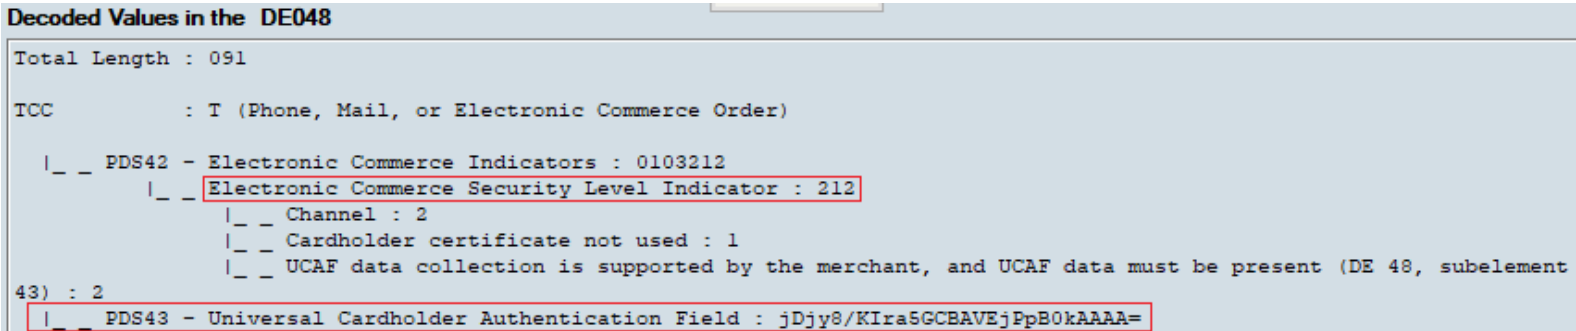 Decoded Values in the DE048
Total Length : 091
TCC : T (Phone, Mail, or Electronic Commerce Order)
|_ _ PDS42 - Electronic Commerce Indicators : 0103212
|_ _ Electronic Commerce Security Level Indicator : 212
|_ _ Channel : 2
|_ _ Cardholder certificate not used : 1
|_ _ UCAF data collection is supported by the merchant, and UCAF data must be present (DE 48, subelement
43) : 2
|_ _ PDS43 - Universal Cardholder Authentication Field : jDjy8/KIra5GCBAVEjPpB0kAAAA=